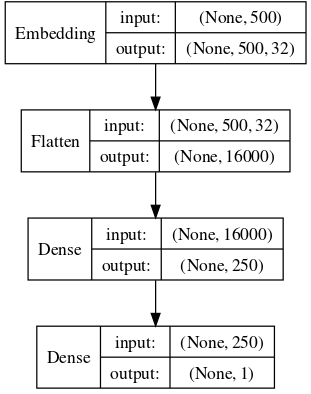 Embedding
input: (None, 500)
output: (None, 500, 32)
Flatten
input: (None, 500, 32)
output: (None, 16000)
Dense
input: (None, 16000)
output: (None, 250)
Dense
input: (None, 250)
output: (None, 1)